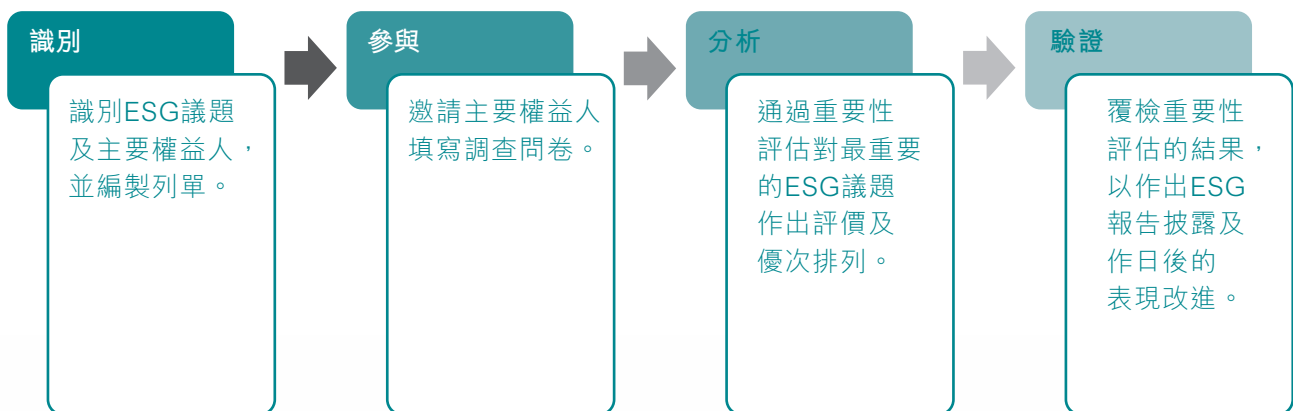 識別
識別ESG議題
及主要權益人，
並編製列單。
參與
邀請主要權益人
填寫調查問卷。
分析
通過重要性
評估對最重要
的ESG議題
作出評價及
優次排列。
驗證
覆檢重要性
評估的結果，
以作出ESG
報告披露及
作日後的
表現改進。